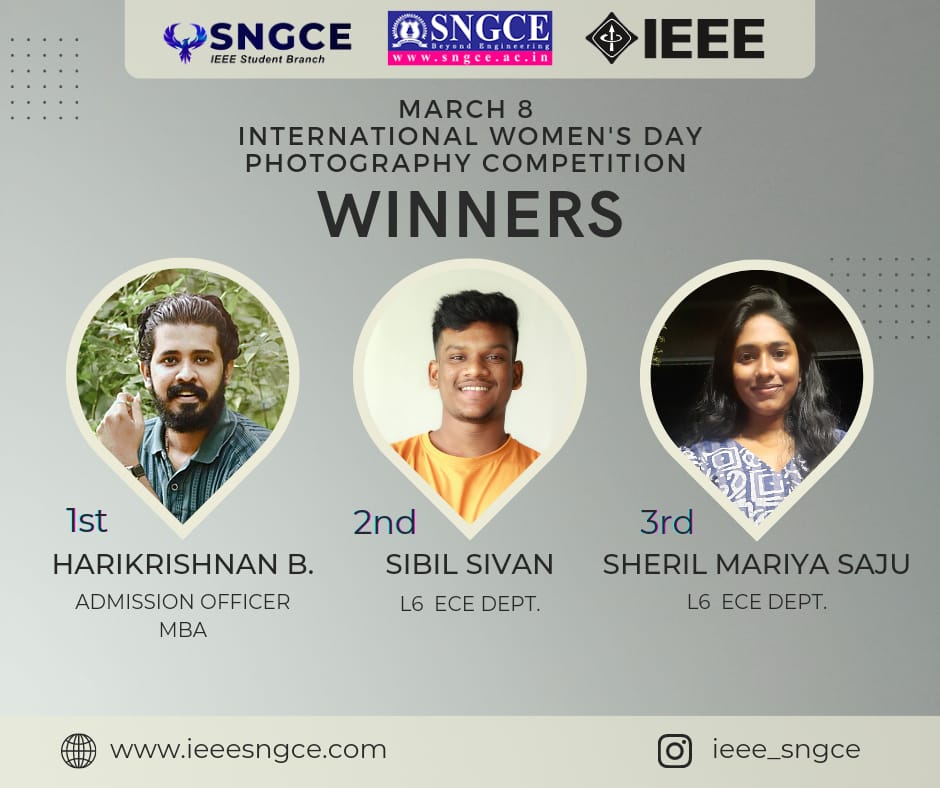 SNGCE
IEEE Student Branch
SNGCE
Beyond Engineering
www.sngce.ac.in
IEEE
MARCH 8
INTERNATIONAL WOMEN'S DAY
PHOTOGRAPHY COMPETITION
WINNERS
1st
HARIKRISHNAN B.
ADMISSION OFFICER
MBA
2nd
SIBIL SIVAN
L6 ECE DEPT.
3rd
SHERIL MARIYA SAJU
L6 ECE DEPT.
www.ieeesngce.com
ieee_sngce